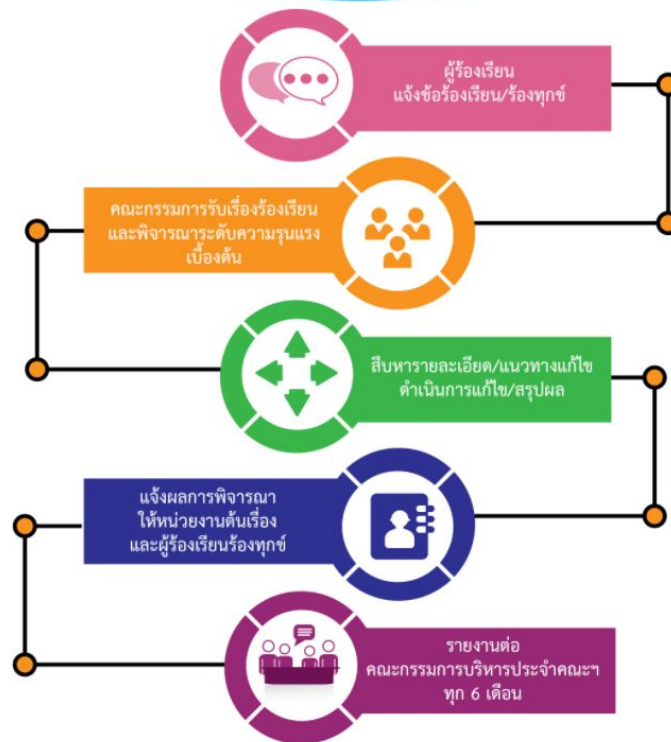 ผู้ร้องเรียน
แจ้งข้อร้องเรียน/ร้องทุกข์
คณะกรรมการรับเรื่องร้องเรียน
และพิจารณาระดับความรุนแรง
เบื้องต้น
สืบหารายละเอียด/แนวทางแก้ไข
ดำเนินการแก้ไข/สรุปผล
แจ้งผลการพิจารณา
ให้หน่วยงานต้นเรื่อง
และผู้ร้องเรียนร้องทุกข์
รายงานต่อ
คณะกรรมการบริหารประจำคณะฯ
ทุก 6 เดือน